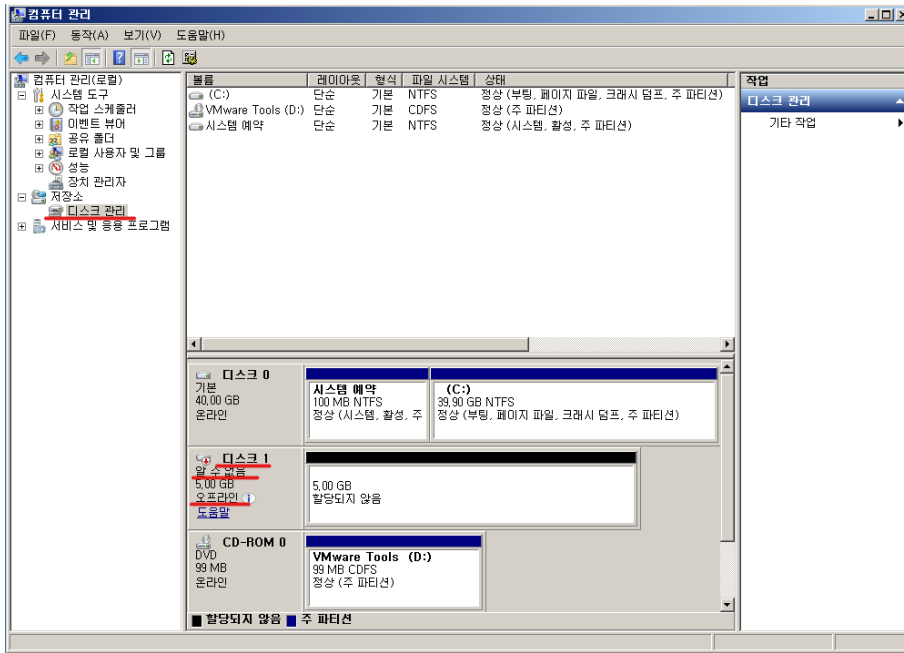 컴퓨터 관리
파일(F) 동작(A) 보기(V) 도움말(H)
컴퓨터 관리(로컬)
시스템 도구
작업 스케줄러
이벤트 뷰어
공유 폴더
로컬 사용자 및 그룹
성능
장치 관리자
저장소
디스크 관리
서비스 및 응용 프로그램
볼륨 레이아웃 형식 파일 시스템 상태
(C:) 단순 기본 NTFS 정상 (부팅, 페이지 파일, 크래시 덤프, 주 파티션)
VMware Tools (D:) 단순 기본 CDFS 정상 (주 파티션)
시스템 예약 단순 기본 NTFS 정상 (시스템, 활성, 주 파티션)
디스크 0
기본
40,00 GB
온라인
시스템 예약
100 MB NTFS
정상 (시스템, 활성, 주
(C:)
39,90 GB NTFS
정상 (부팅, 페이지 파일, 크래시 덤프, 주 파티션)
디스크 1
알 수 없음
5,00 GB
오프라인
도움말
5,00 GB
할당되지 않음
CD-ROM 0
DVD
99 MB
온라인
VMware Tools (D:)
99 MB CDFS
정상 (주 파티션)
할당되지 않음 주 파티션
작업
디스크 관리
기타 작업